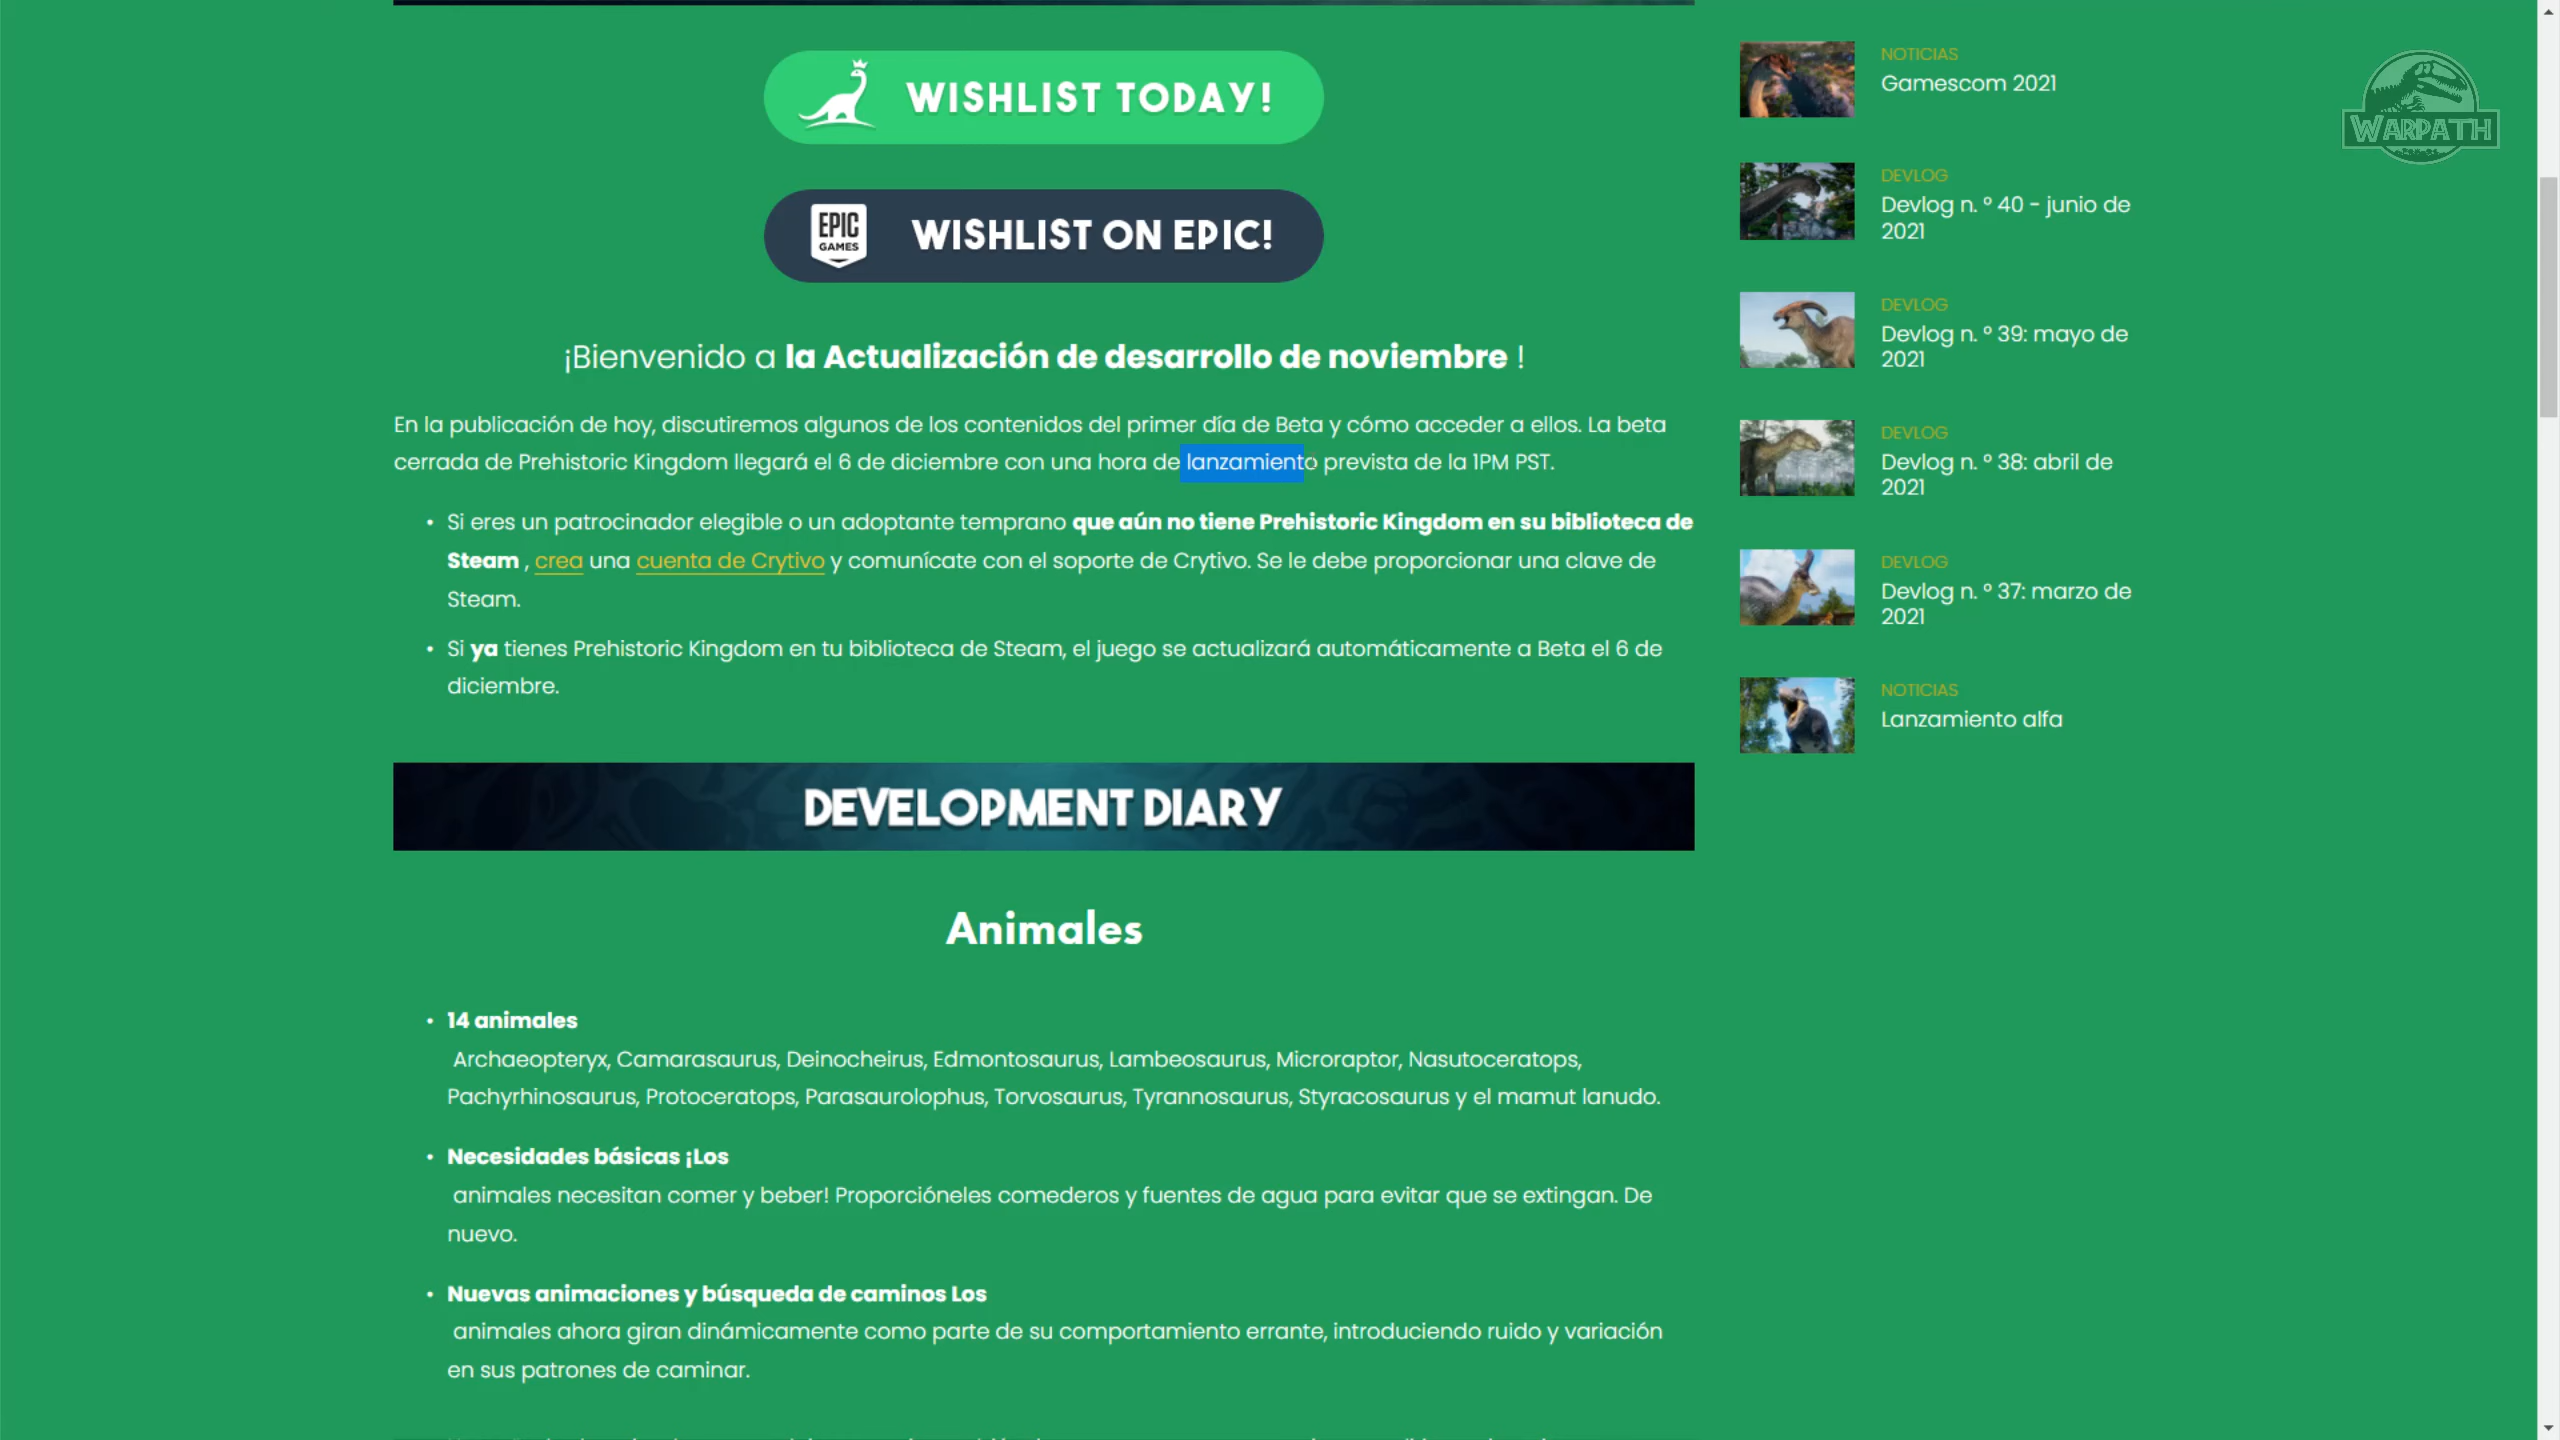 WISHLIST TODAY!
EPIC
GAMES
WISHLIST ON EPIC!
¡Bienvenido a la Actualización de desarrollo de noviembre !
En la publicación de hoy, discutiremos algunos de los contenidos del primer día de Beta y cómo acceder a ellos. La beta
cerrada de Prehistoric Kingdom llegará el 6 de diciembre con una hora de lanzamiento prevista de la 1PM PST.
• Si eres un patrocinador elegible o un adoptante temprano que aún no tiene Prehistoric Kingdom en su biblioteca de
Steam , crea una cuenta de Crytivo y comunícate con el soporte de Crytivo. Se le debe proporcionar una clave de
Steam.
• Si ya tienes Prehistoric Kingdom en tu biblioteca de Steam, el juego se actualizará automáticamente a Beta el 6 de
diciembre.
DEVELOPMENT DIARY
Animales
• 14 animales
Archaeopteryx, Camarasaurus, Deinocheirus, Edmontosaurus, Lambeosaurus, Microraptor, Nasutoceratops,
Pachyrhinosaurus, Protoceratops, Parasaurolophus, Torvosaurus, Tyrannosaurus, Styracosaurus y el mamut lanudo.
• Necesidades básicas ¡Los
animales necesitan comer y beber! Proporcióneles comederos y fuentes de agua para evitar que se extingan. De
nuevo.
• Nuevas animaciones y búsqueda de caminos Los
animales ahora giran dinámicamente como parte de su comportamiento errante, introduciendo ruido y variación
en sus patrones de caminar.
NOTICIAS
Gamescom 2021
DEVLOG
Devlog n. º 40 - junio de
2021
DEVLOG
Devlog n. º 39: mayo de
2021
DEVLOG
Devlog n. º 38: abril de
2021
DEVLOG
Devlog n. º 37: marzo de
2021
NOTICIAS
Lanzamiento alfa
WARPATH